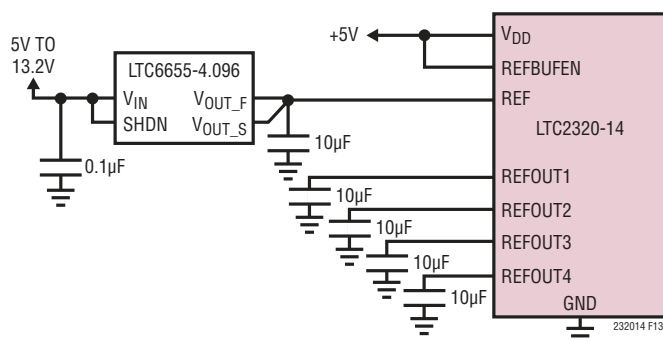 5V TO
13.2V
LTC6655-4.096
VIN
SHDN
VOUT_F
VOUT_S
0.1µF
10µF
+5V
VDD
REFBUFEN
REF
LTC2320-14
REFOUT1
10µF
REFOUT2
10µF
REFOUT3
10µF
REFOUT4
10µF
GND
232014 F13